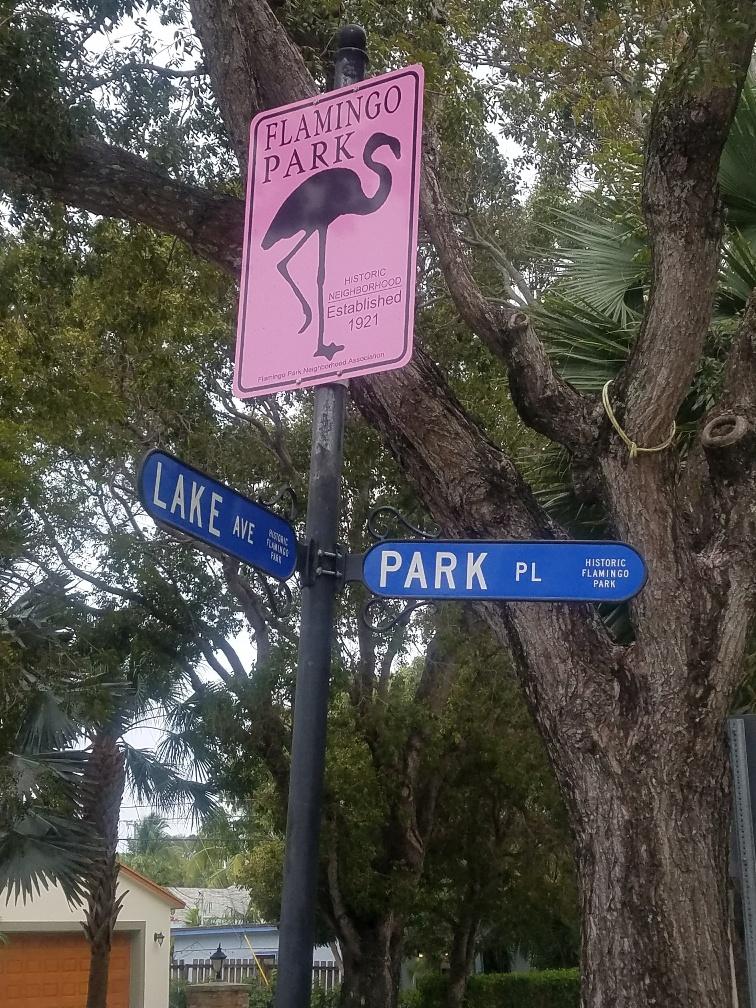 FLAMINGO
PARK
HISTORIC
NEIGHBORHOOD
Established
1921
Flamingo Park Neighborhood Association
LAKE AVE
HISTORIC
FLAMINGO
PARK
PARK PL
HISTORIC
FLAMINGO
PARK